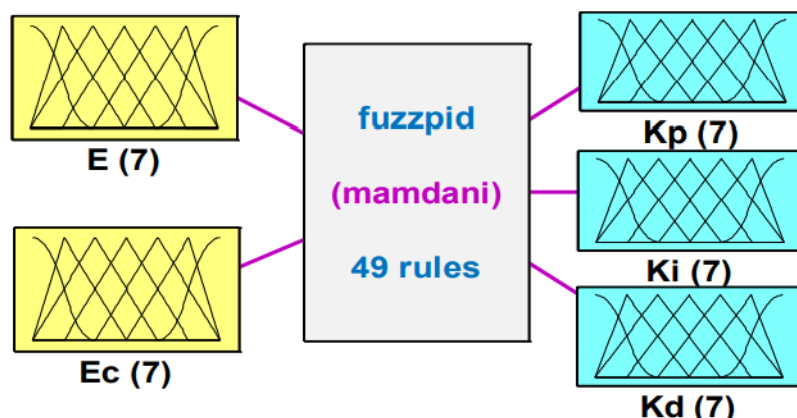 E (7)
Ec (7)
fuzzpid
(mamdani)
49 rules
Kp (7)
Ki (7)
Kd (7)